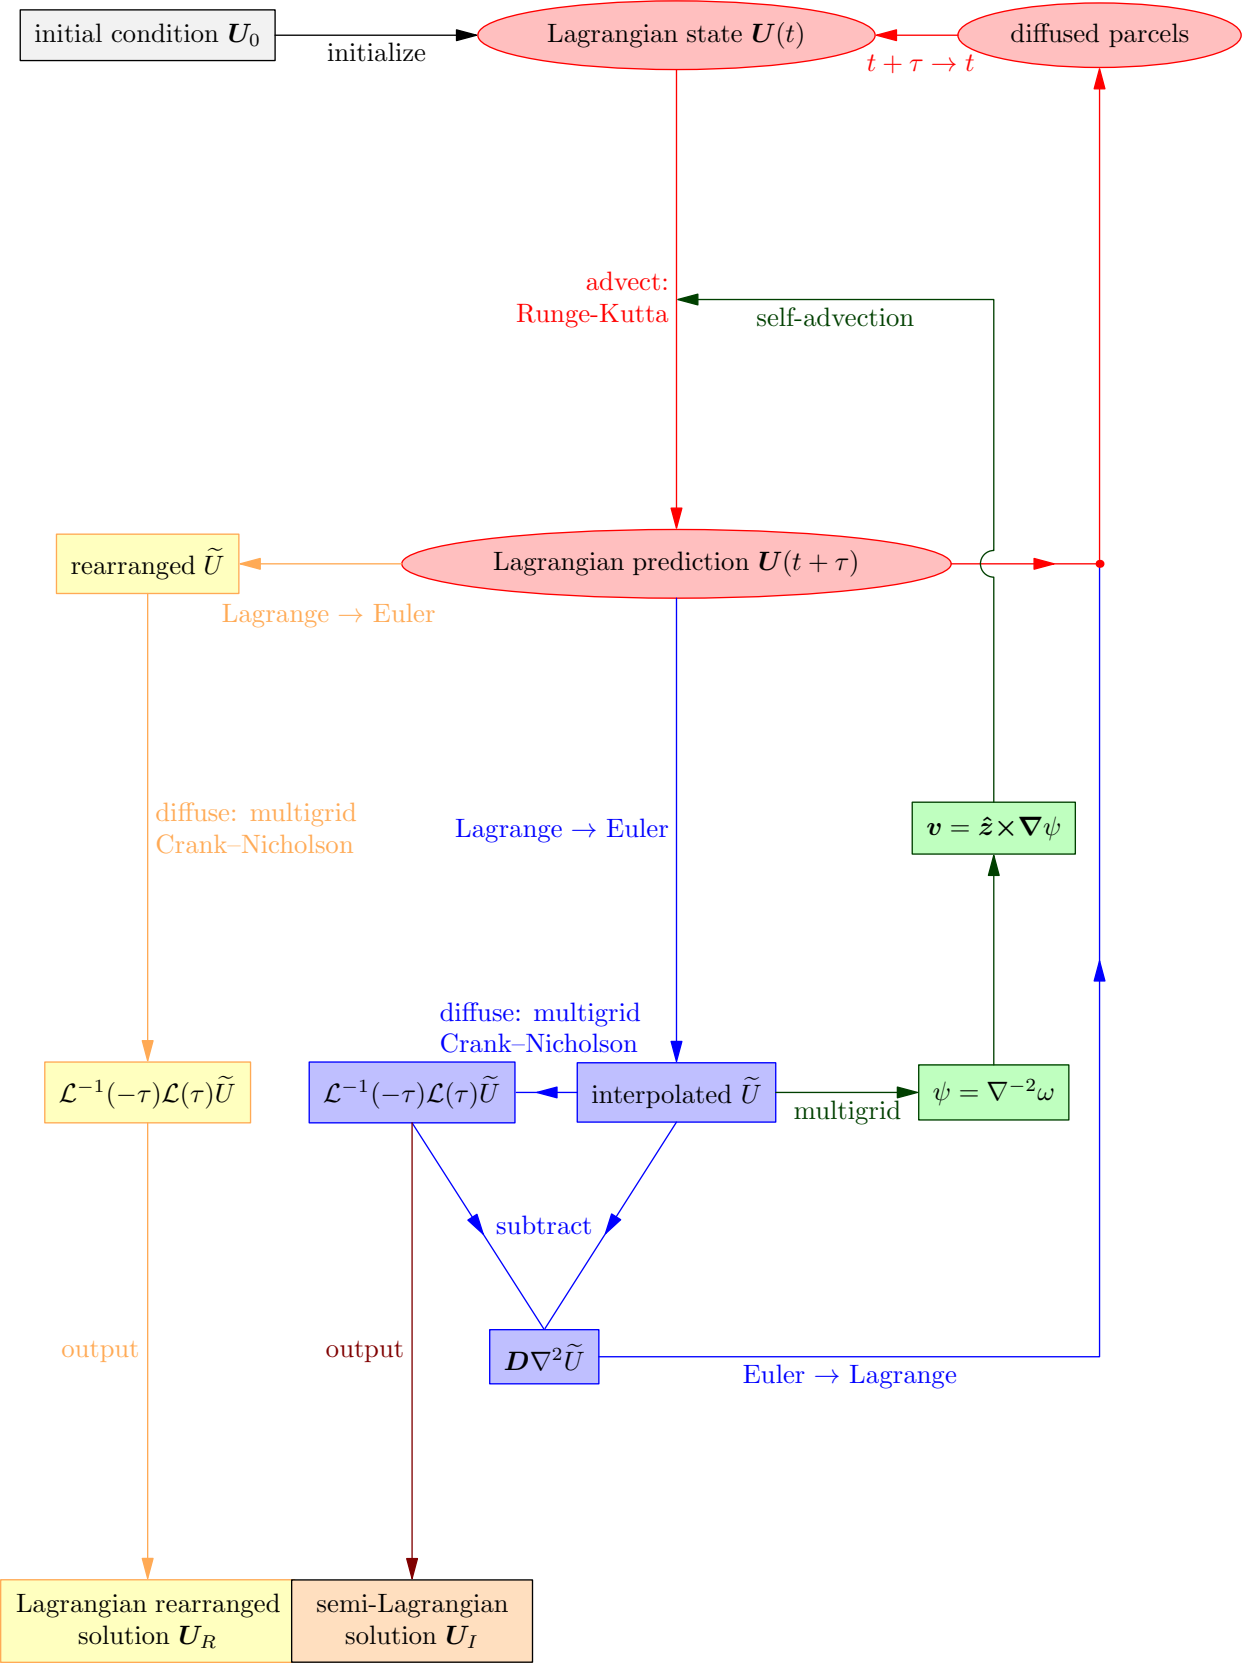 initial condition 𝑼₀
initialize
Lagrangian state 𝑼(t)
t + τ → t
diffused parcels
advect:
Runge-Kutta
self-advection
rearranged Ũ
Lagrange → Euler
Lagrangian prediction 𝑼(t + τ)
diffuse: multigrid
Crank–Nicholson
Lagrange → Euler
𝒗 = 𝒛̂×𝛁ψ
diffuse: multigrid
Crank–Nicholson
ℒ⁻¹(−τ)ℒ(τ)Ũ
ℒ⁻¹(−τ)ℒ(τ)Ũ
interpolated Ũ
multigrid
ψ = ∇⁻²ω
subtract
output
output
𝑫∇²Ũ
Euler → Lagrange
Lagrangian rearranged
solution 𝑼_R
semi-Lagrangian
solution 𝑼_I